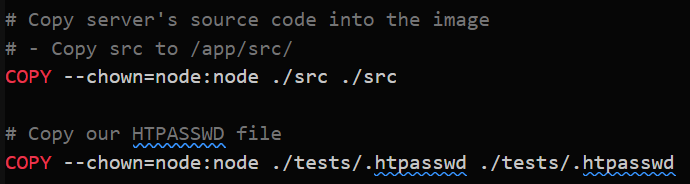 # Copy server's source code into the image
# - Copy src to /app/src/
COPY --chown=node:node ./src ./src
# Copy our HTPASSWD file
COPY --chown=node:node ./tests/.htpasswd ./tests/.htpasswd